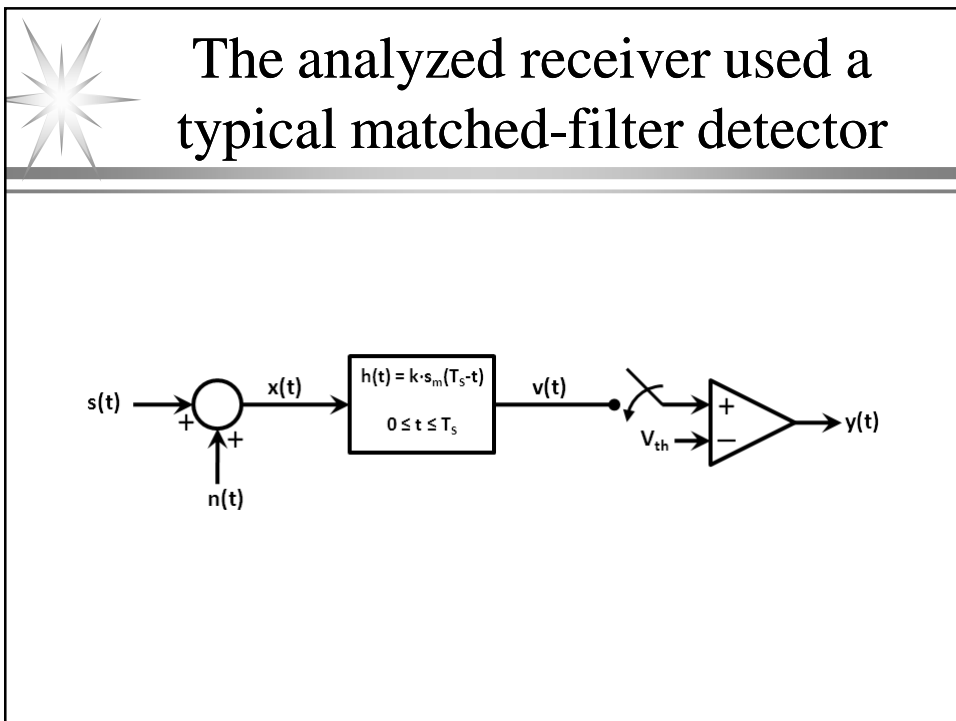 The analyzed receiver used a
typical matched-filter detector
s(t)
+
+
n(t)
x(t)
h(t) = k·sₘ(Tₛ-t)
0 ≤ t ≤ Tₛ
v(t)
Vₜₕ
+
−
y(t)